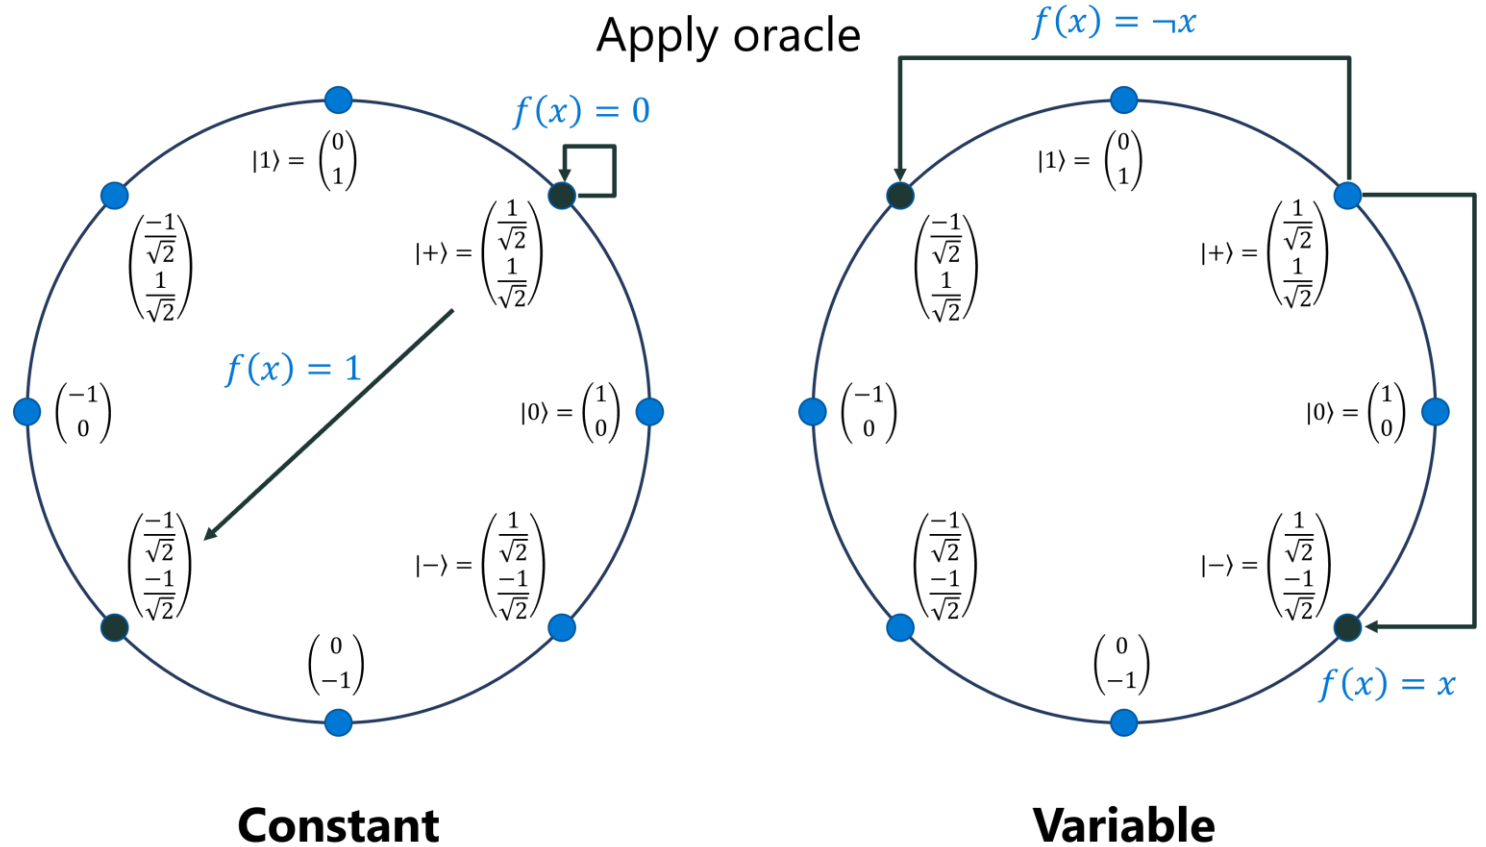 Apply oracle
f(x) = 0
|1⟩ = (0 1)
(−1/√2 1/√2)
|+⟩ = (1/√2 1/√2)
f(x) = 1
(−1 0)
|0⟩ = (1 0)
(−1/√2 −1/√2)
|−⟩ = (1/√2 −1/√2)
(0 −1)
Constant
f(x) = ¬x
|1⟩ = (0 1)
(−1/√2 1/√2)
|+⟩ = (1/√2 1/√2)
(−1 0)
|0⟩ = (1 0)
(−1/√2 −1/√2)
|−⟩ = (1/√2 −1/√2)
(0 −1)
f(x) = x
Variable